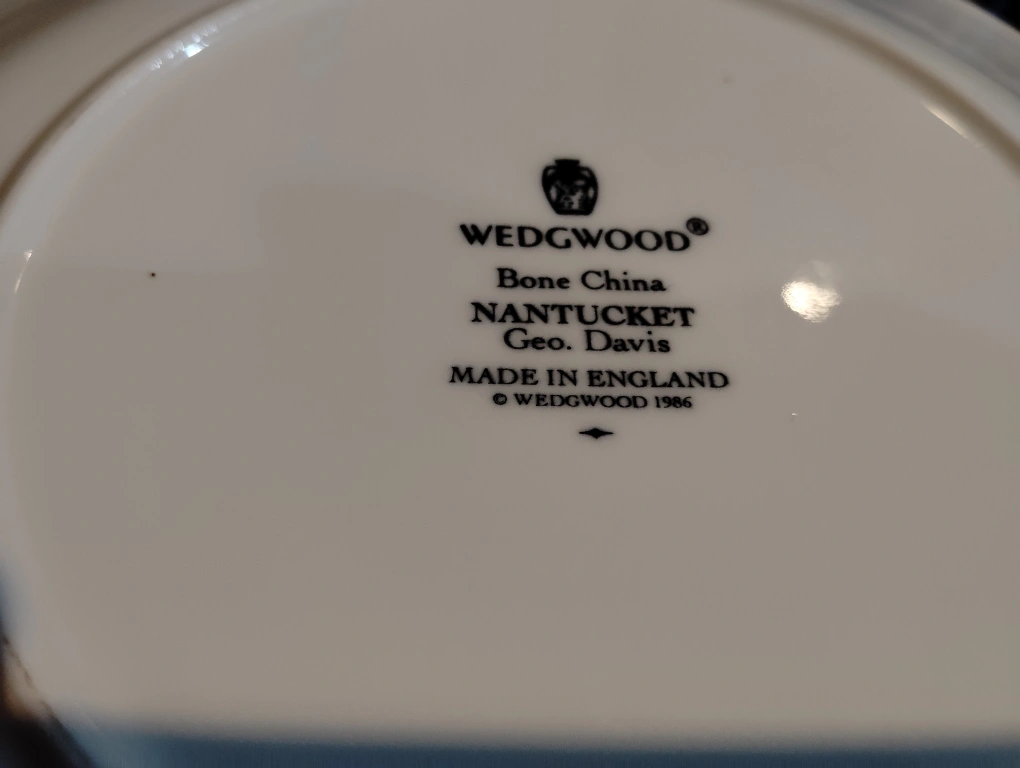 WEDGWOOD®
Bone China
NANTUCKET
Geo. Davis
MADE IN ENGLAND
© WEDGWOOD 1986